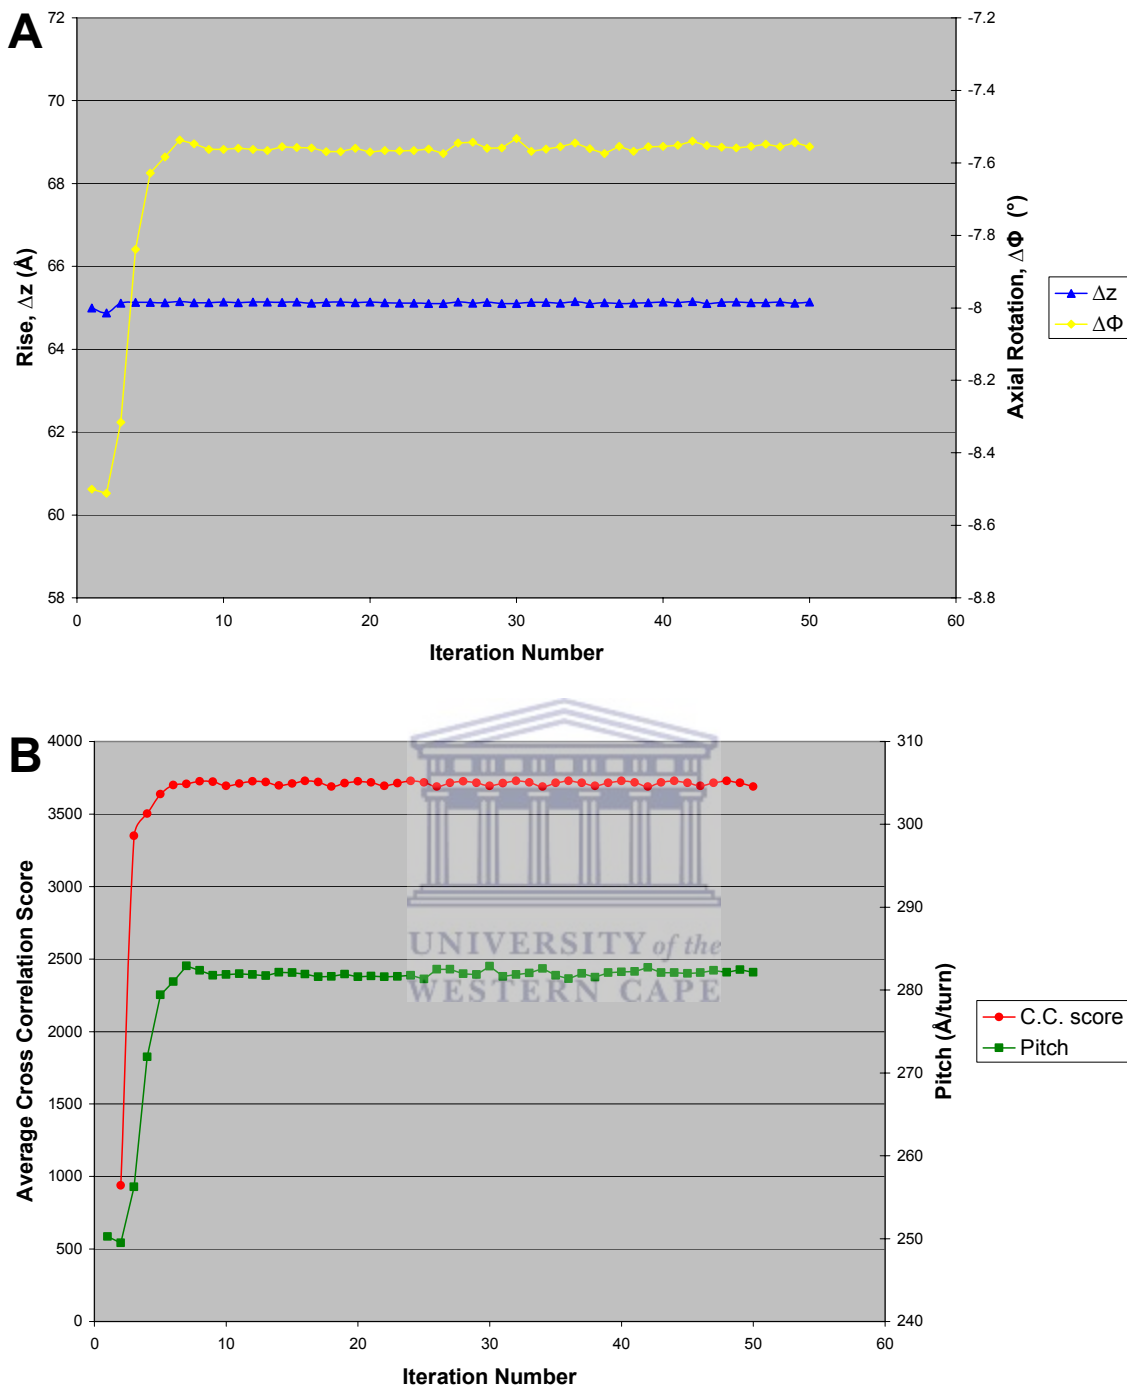 A
72
70
68
66
64
62
60
58
Rise, Δz (Å)
-7.2
-7.4
-7.6
-7.8
-8
-8.2
-8.4
-8.6
-8.8
Axial Rotation, ΔΦ (°)
0 10 20 30 40 50 60
Iteration Number
Δz
ΔΦ
B
4000
3500
3000
2500
2000
1500
1000
500
0
Average Cross Correlation Score
310
300
290
280
270
260
250
240
Pitch (Å/turn)
UNIVERSITY of the
WESTERN CAPE
0 10 20 30 40 50 60
Iteration Number
C.C. score
Pitch